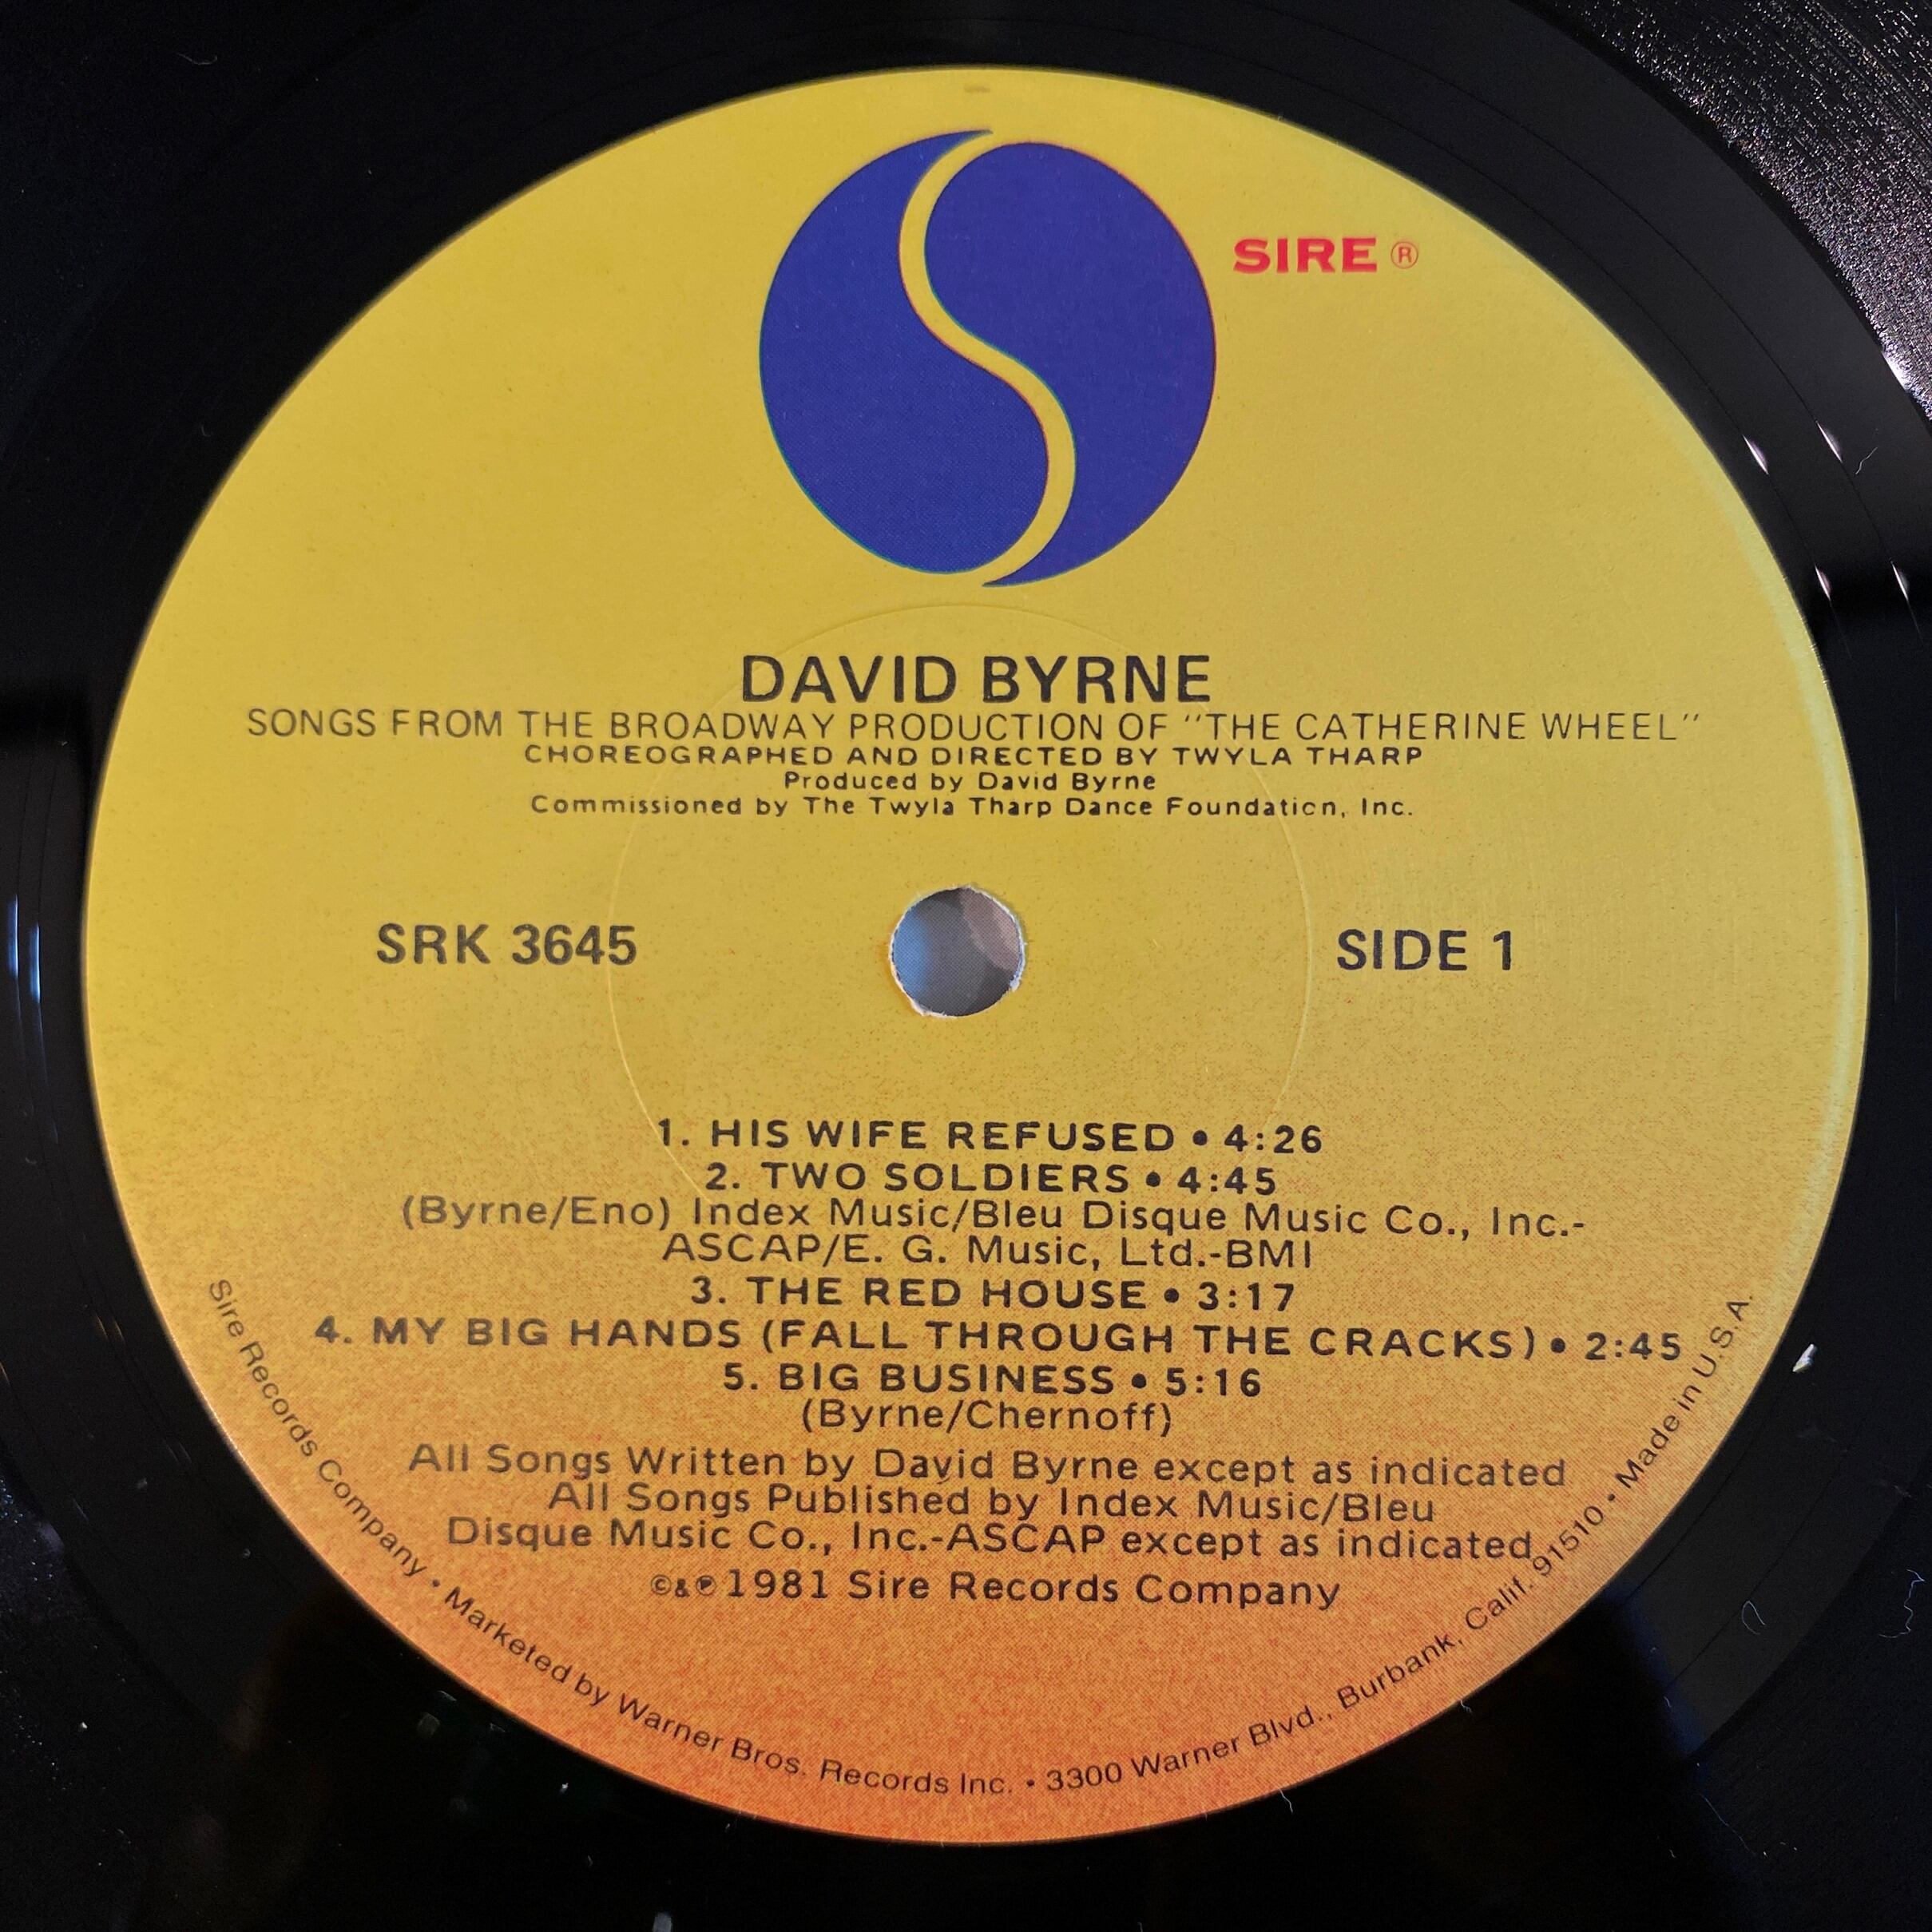 SIRE ®
DAVID BYRNE
SONGS FROM THE BROADWAY PRODUCTION OF "THE CATHERINE WHEEL"
CHOREOGRAPHED AND DIRECTED BY TWYLA THARP
Produced by David Byrne
Commissioned by The Twyla Tharp Dance Foundation, Inc.
SRK 3645
SIDE 1
1. HIS WIFE REFUSED • 4:26
2. TWO SOLDIERS • 4:45
(Byrne/Eno) Index Music/Bleu Disque Music Co., Inc.-
ASCAP/E. G. Music, Ltd.-BMI
3. THE RED HOUSE • 3:17
4. MY BIG HANDS (FALL THROUGH THE CRACKS) • 2:45
5. BIG BUSINESS • 5:16
(Byrne/Chernoff)
All Songs Written by David Byrne except as indicated
All Songs Published by Index Music/Bleu
Disque Music Co., Inc.-ASCAP except as indicated
©&℗ 1981 Sire Records Company
Sire Records Company • Marketed by Warner Bros. Records Inc. • 3300 Warner Blvd., Burbank, Calif. 91510 • Made in U.S.A.